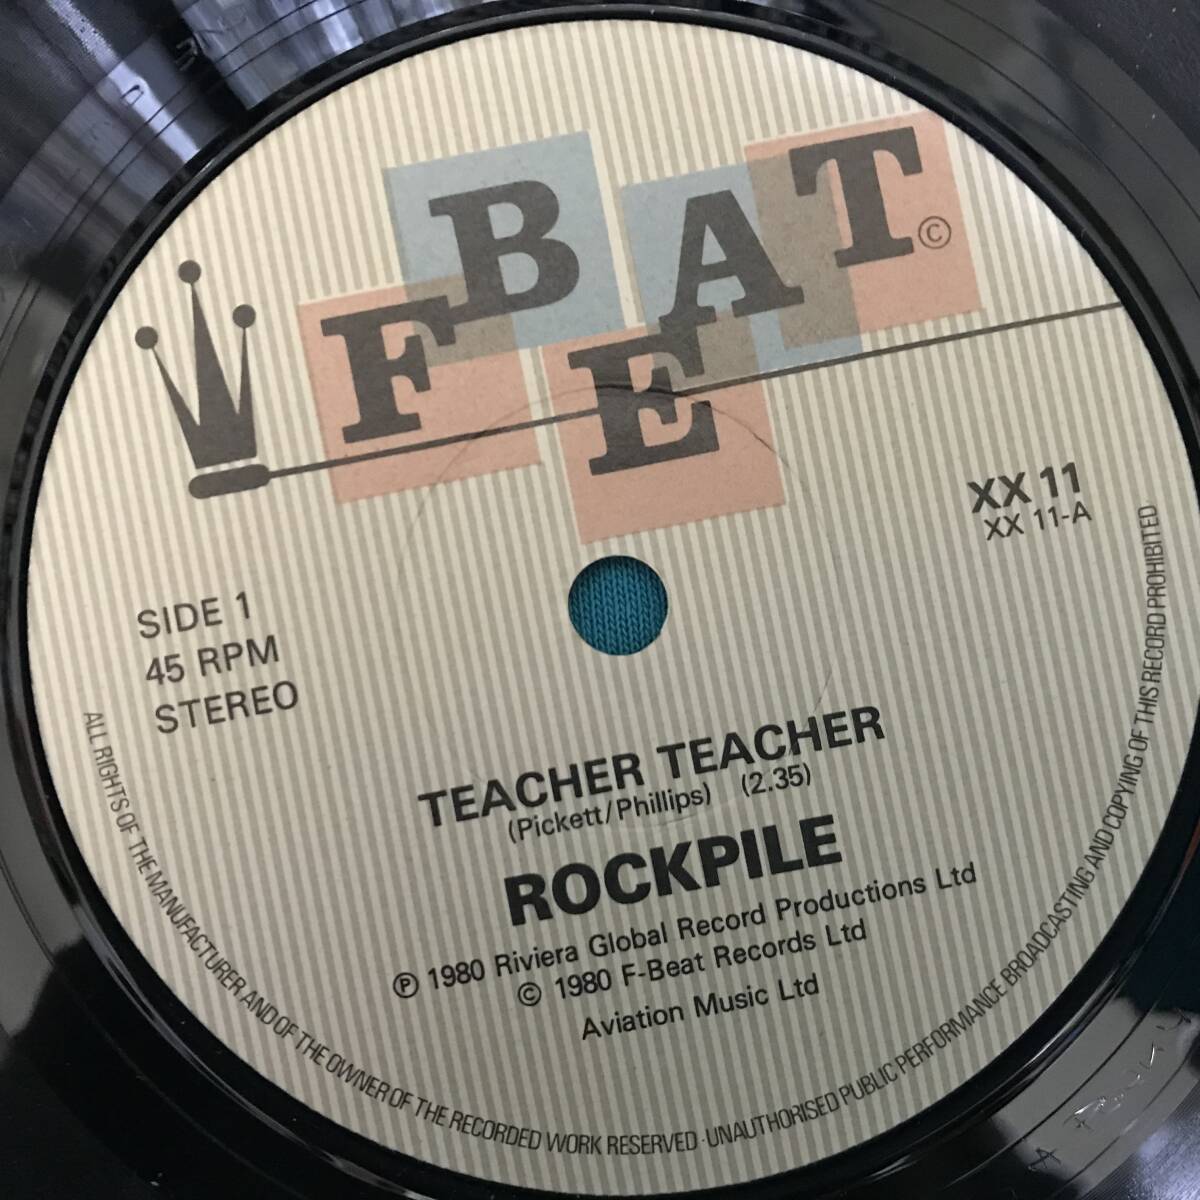 F BEAT ©
XX 11
XX 11-A
SIDE 1
45 RPM
STEREO
TEACHER TEACHER
(Pickett/Phillips) (2.35)
ROCKPILE
℗ 1980 Riviera Global Record Productions Ltd
© 1980 F-Beat Records Ltd
Aviation Music Ltd
ALL RIGHTS OF THE MANUFACTURER AND OF THE OWNER OF THE RECORDED WORK RESERVED · UNAUTHORISED PUBLIC PERFORMANCE BROADCASTING AND COPYING OF THIS RECORD PROHIBITED